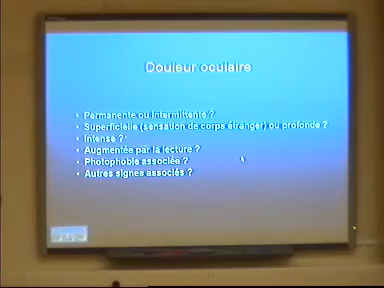 Douleur oculaire
• Permanente ou intermittente ?
• Superficielle (sensation de corps étranger) ou profonde ?
• Intense ?
• Augmentée par la lecture ?
• Photophobie associée ?
• Autres signes associés ?